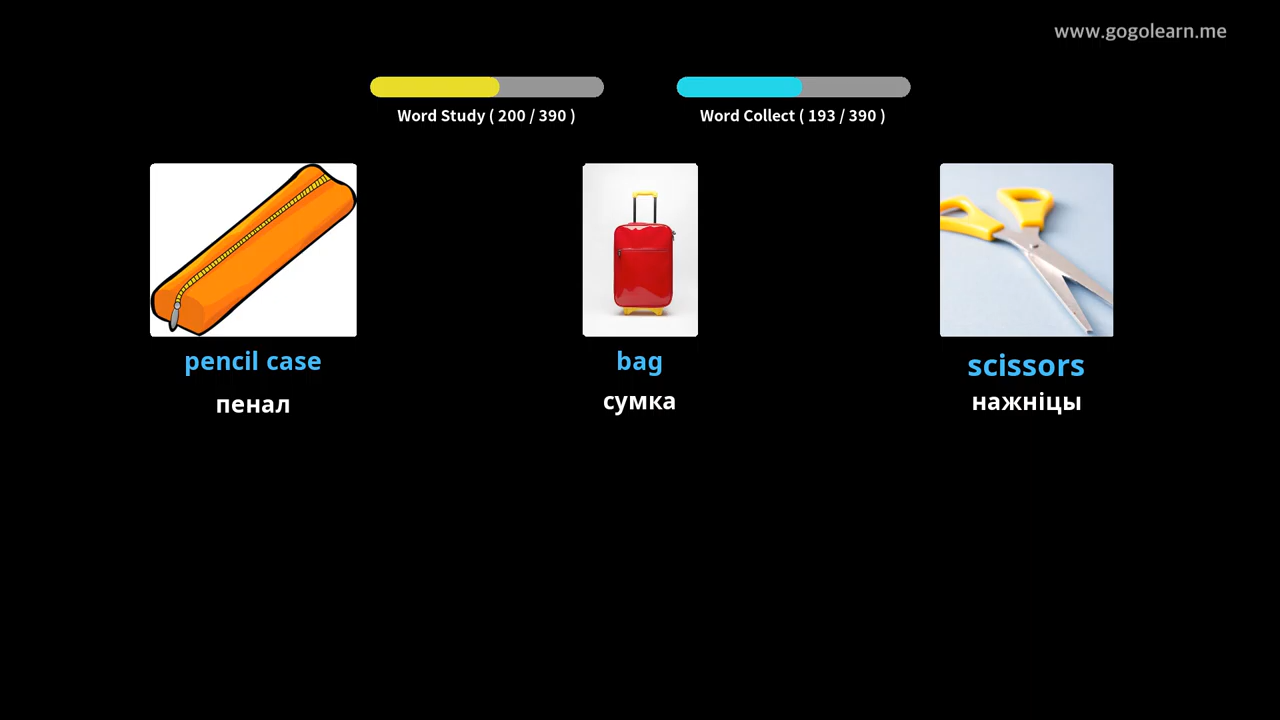 www.gogolearn.me
Word Study ( 200 / 390 )
Word Collect ( 193 / 390 )
pencil case
bag
scissors
пенал
сумка
нажніцы